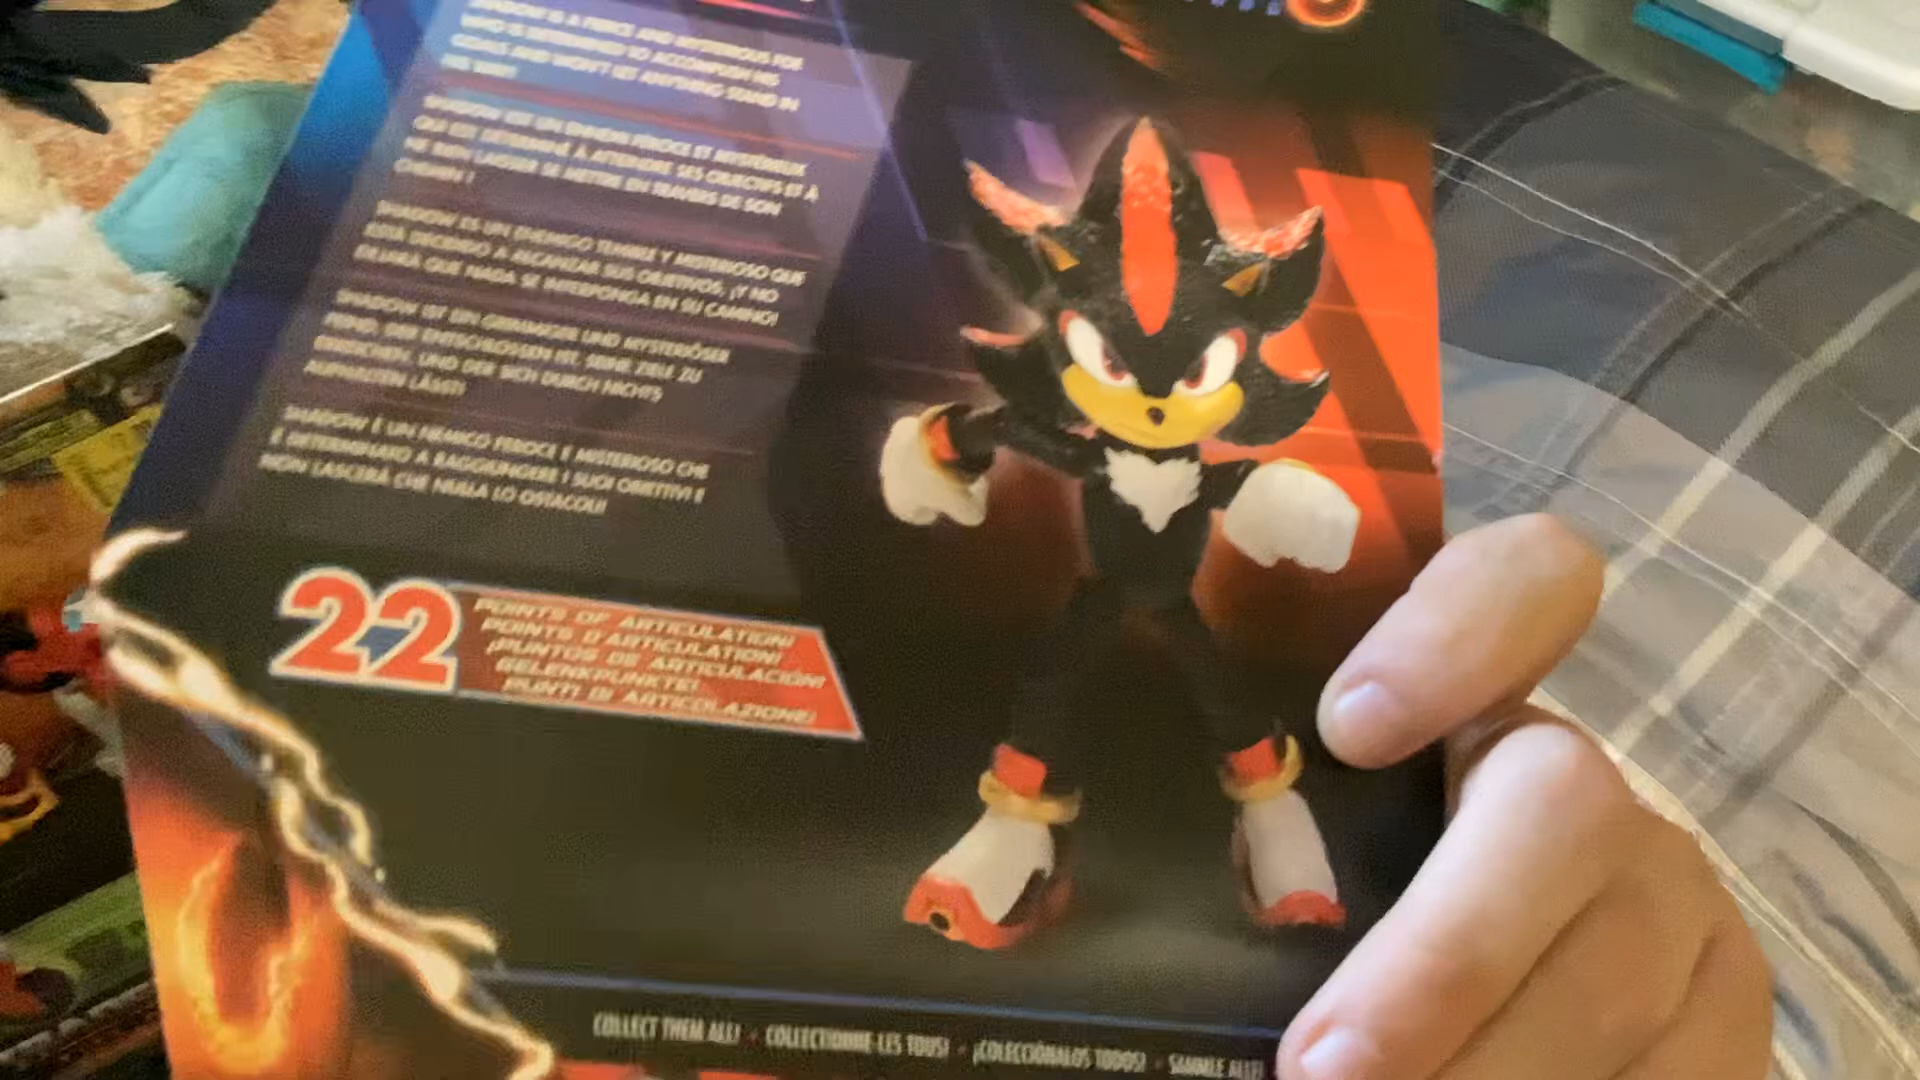 SHADOW IS A FIERCE AND MYSTERIOUS FOE
WHO IS DETERMINED TO ACCOMPLISH HIS
GOALS AND WON'T LET ANYTHING STAND IN
HIS WAY!
SHADOW EST UN ENNEMI FÉROCE ET MYSTÉRIEUX
QUI EST DÉTERMINÉ À ATTEINDRE SES OBJECTIFS ET À
NE RIEN LAISSER SE METTRE EN TRAVERS DE SON
CHEMIN !
SHADOW ES UN ENEMIGO TEMIBLE Y MISTERIOSO QUE
ESTÁ DECIDIDO A ALCANZAR SUS OBJETIVOS, ¡Y NO
DEJARÁ QUE NADA SE INTERPONGA EN SU CAMINO!
SHADOW IST EIN GRIMMIGER UND MYSTERIÖSER
FEIND, DER ENTSCHLOSSEN IST, SEINE ZIELE ZU
ERREICHEN, UND DER SICH DURCH NICHTS
AUFHALTEN LÄSST!
SHADOW È UN NEMICO FEROCE E MISTERIOSO CHE
È DETERMINATO A RAGGIUNGERE I SUOI OBIETTIVI E
NON LASCERÀ CHE NULLA LO OSTACOLI!
22 POINTS OF ARTICULATION!
POINTS D'ARTICULATION!
¡PUNTOS DE ARTICULACIÓN!
GELENKPUNKTE!
PUNTI DI ARTICOLAZIONE!
COLLECT THEM ALL! • COLLECTIONNE-LES TOUS! • ¡COLECCIÓNALOS TODOS! • SAMMLE ALLE!